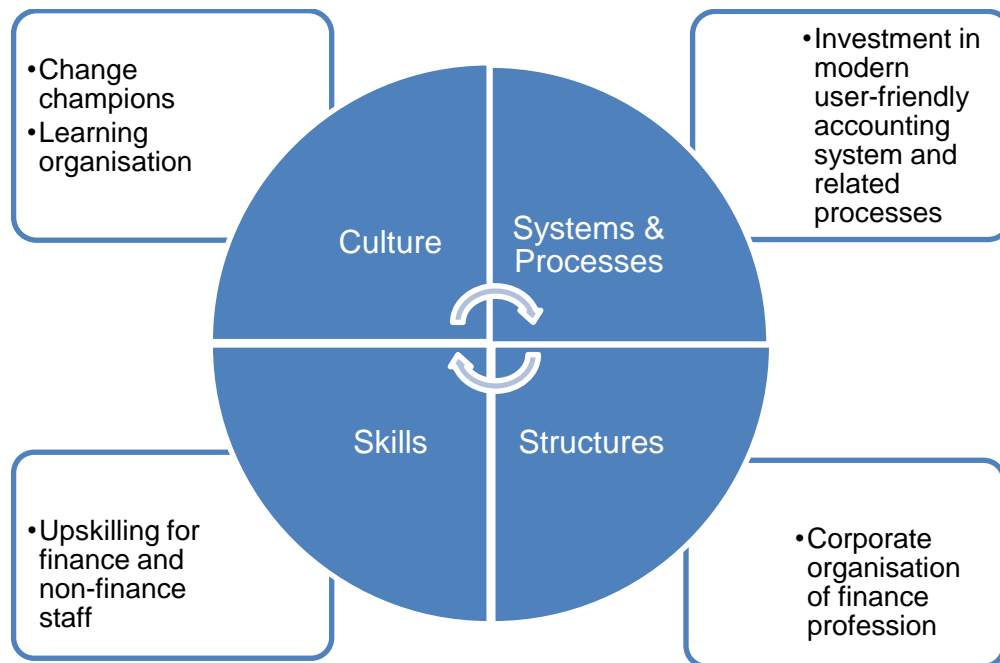 •Change
champions
•Learning
organisation
•Investment in
modern
user-friendly
accounting
system and
related
processes
Culture
Systems &
Processes
Skills
Structures
•Upskilling for
finance and
non-finance
staff
•Corporate
organisation
of finance
profession